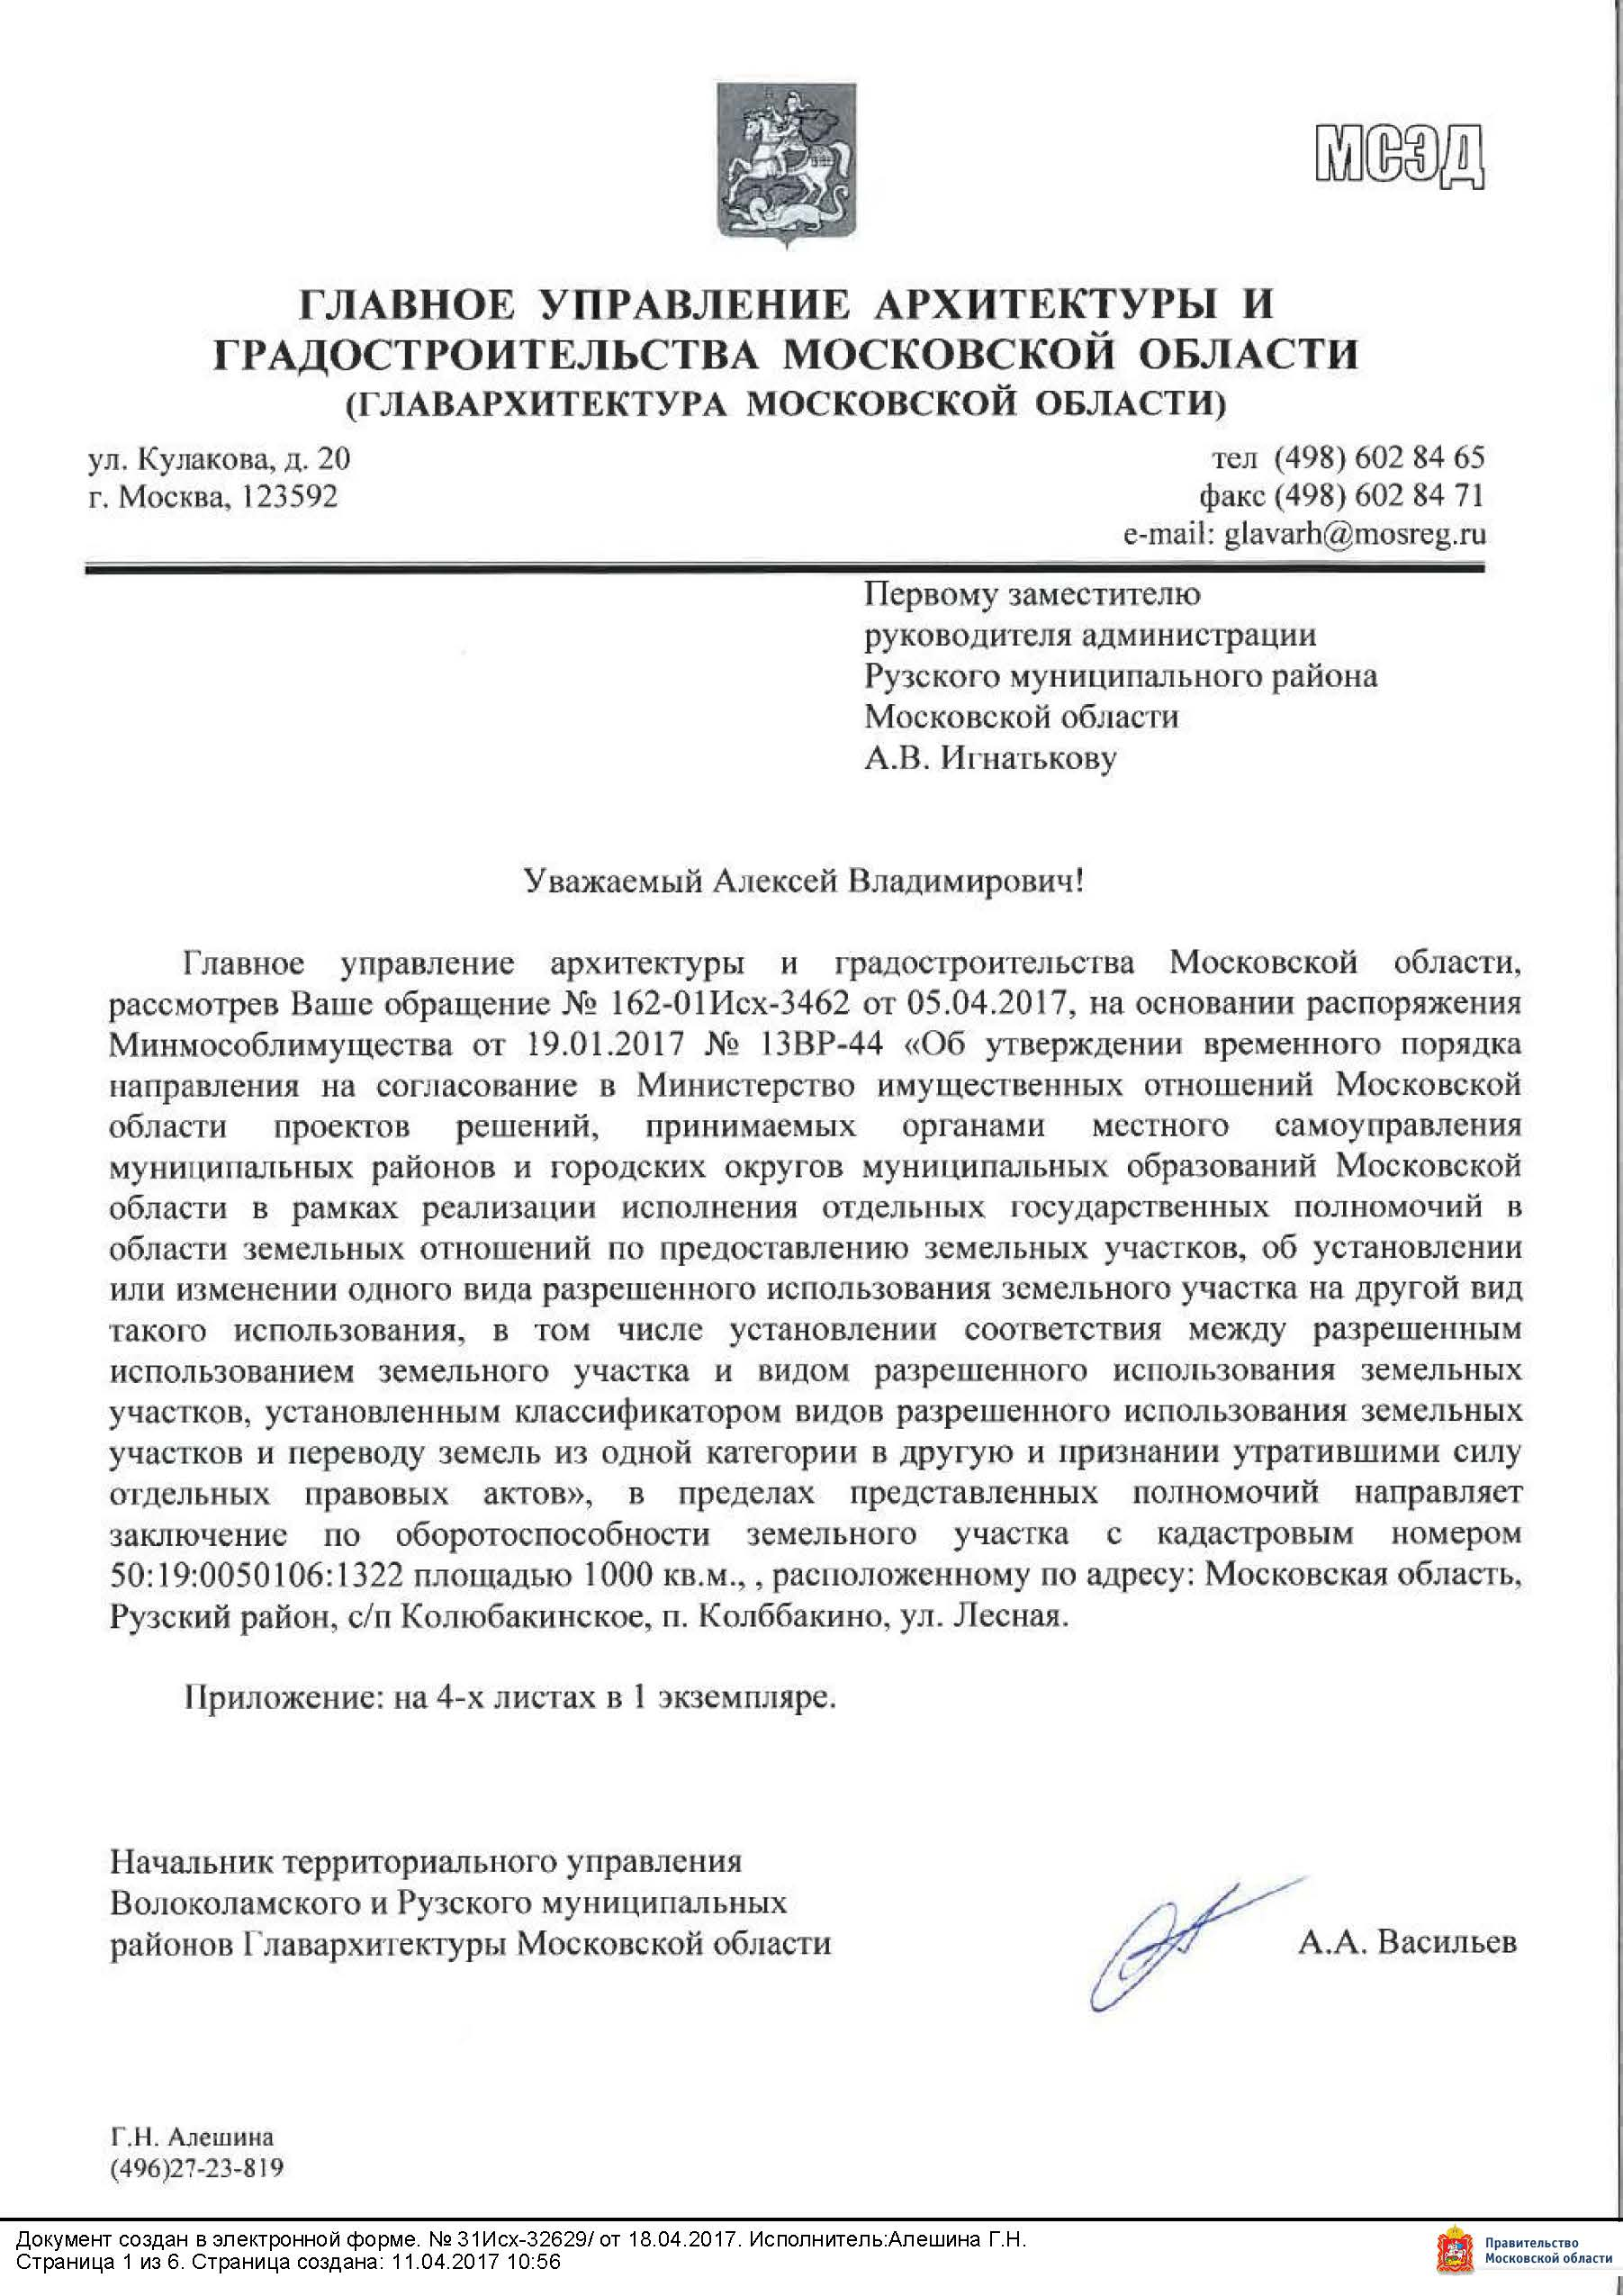 МСЭД
ГЛАВНОЕ УПРАВЛЕНИЕ АРХИТЕКТУРЫ И
ГРАДОСТРОИТЕЛЬСТВА МОСКОВСКОЙ ОБЛАСТИ
(ГЛАВАРХИТЕКТУРА МОСКОВСКОЙ ОБЛАСТИ)
ул. Кулакова, д. 20
г. Москва, 123592
тел (498) 602 84 65
факс (498) 602 84 71
e-mail: glavarh@mosreg.ru
Первому заместителю
руководителя администрации
Рузского муниципального района
Московской области
А.В. Игнатькову
Уважаемый Алексей Владимирович!
Главное управление архитектуры и градостроительства Московской области,
рассмотрев Ваше обращение № 162-01Исх-3462 от 05.04.2017, на основании распоряжения
Минмособлимущества от 19.01.2017 № 13ВР-44 «Об утверждении временного порядка
направления на согласование в Министерство имущественных отношений Московской
области проектов решений, принимаемых органами местного самоуправления
муниципальных районов и городских округов муниципальных образований Московской
области в рамках реализации исполнения отдельных государственных полномочий в
области земельных отношений по предоставлению земельных участков, об установлении
или изменении одного вида разрешенного использования земельного участка на другой вид
такого использования, в том числе установлении соответствия между разрешенным
использованием земельного участка и видом разрешенного использования земельных
участков, установленным классификатором видов разрешенного использования земельных
участков и переводу земель из одной категории в другую и признании утратившими силу
отдельных правовых актов», в пределах представленных полномочий направляет
заключение по оборотоспособности земельного участка с кадастровым номером
50:19:0050106:1322 площадью 1000 кв.м., , расположенному по адресу: Московская область,
Рузский район, с/п Колюбакинское, п. Колббакино, ул. Лесная.
Приложение: на 4-х листах в 1 экземпляре.
Начальник территориального управления
Волоколамского и Рузского муниципальных
районов Главархитектуры Московской области
А.А. Васильев
Г.Н. Алешина
(496)27-23-819
Документ создан в электронной форме. № 31Исх-32629/ от 18.04.2017. Исполнитель:Алешина Г.Н.
Страница 1 из 6. Страница создана: 11.04.2017 10:56
Правительство
Московской области